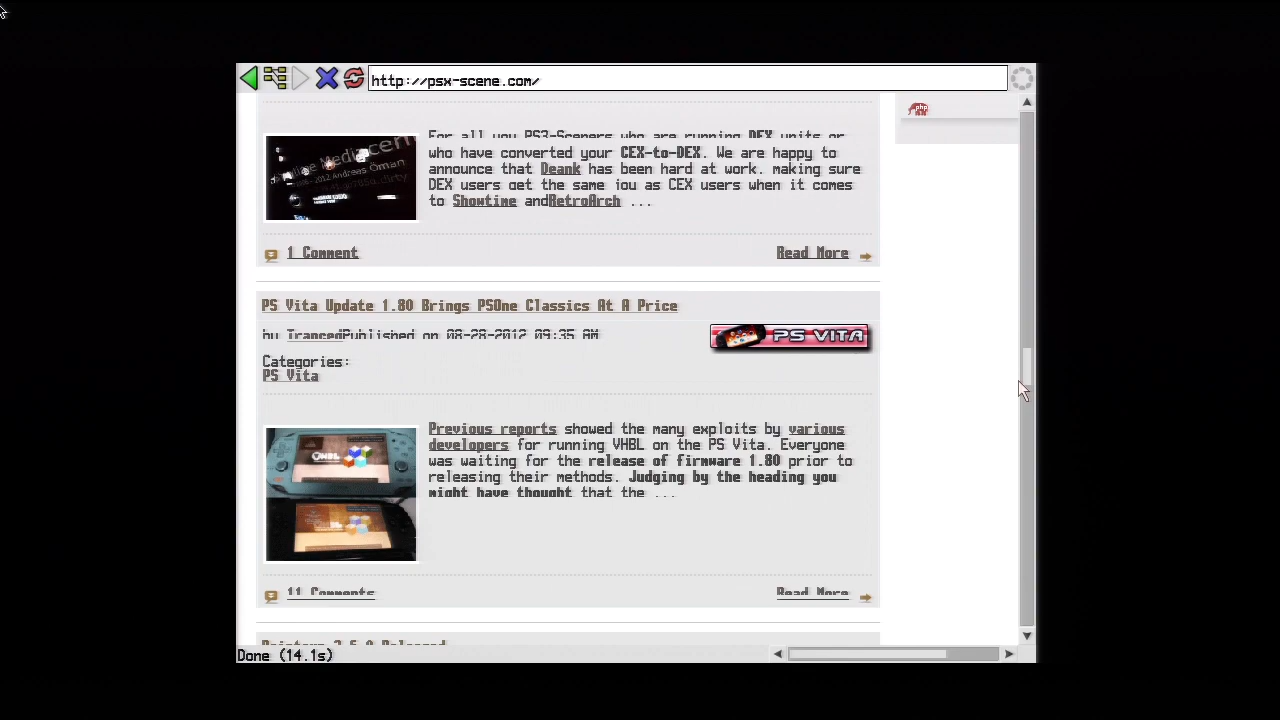 http://psx-scene.com/
For all you PS3-Sceners who are running DEX units or
who have converted your CEX-to-DEX. We are happy to
announce that Deank has been hard at work. making sure
DEX users get the same joy as CEX users when it comes
to Showtime andRetroArch ...
1 Comment
Read More
PS Vita Update 1.80 Brings PSOne Classics At A Price
by TrancedPublished on 08-28-2012 09:35 AM
PS VITA
Categories:
PS Vita
Previous reports showed the many exploits by various
developers for running VHBL on the PS Vita. Everyone
was waiting for the release of firmware 1.80 prior to
releasing their methods. Judging by the heading you
might have thought that the ...
11 Comments
Read More
Done (14.1s)